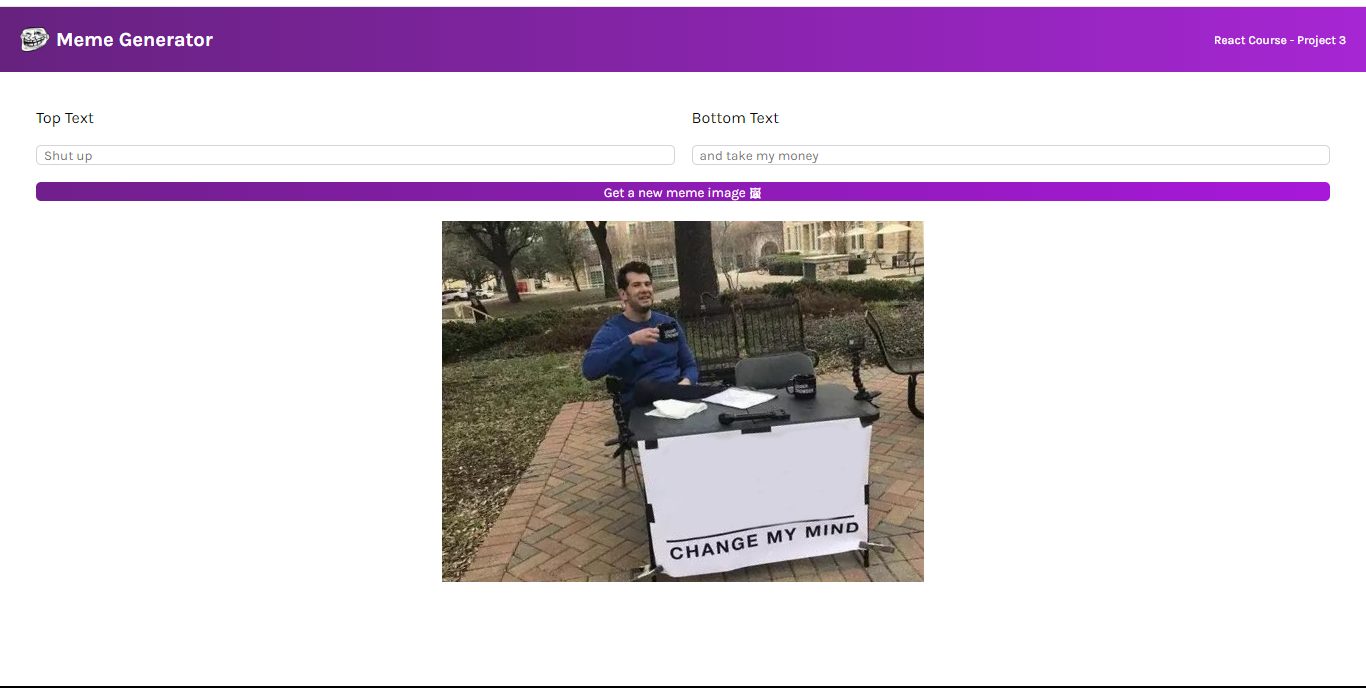 Meme Generator
React Course - Project 3
Top Text
Bottom Text
Shut up
and take my money
Get a new meme image
CHANGE MY MIND